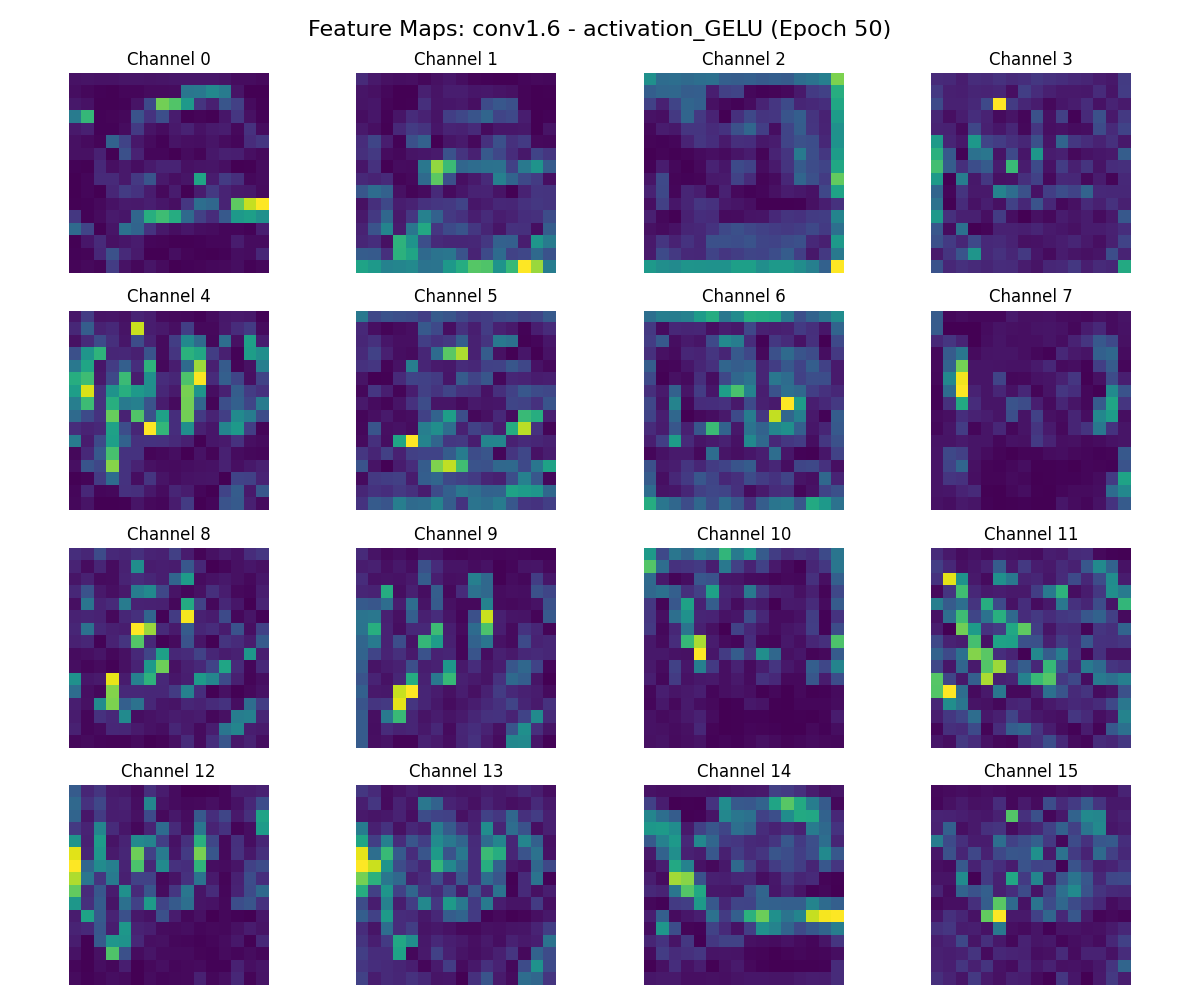 Feature Maps: conv1.6 - activation_GELU (Epoch 50)
Channel 0
Channel 1
Channel 2
Channel 3
Channel 4
Channel 5
Channel 6
Channel 7
Channel 8
Channel 9
Channel 10
Channel 11
Channel 12
Channel 13
Channel 14
Channel 15